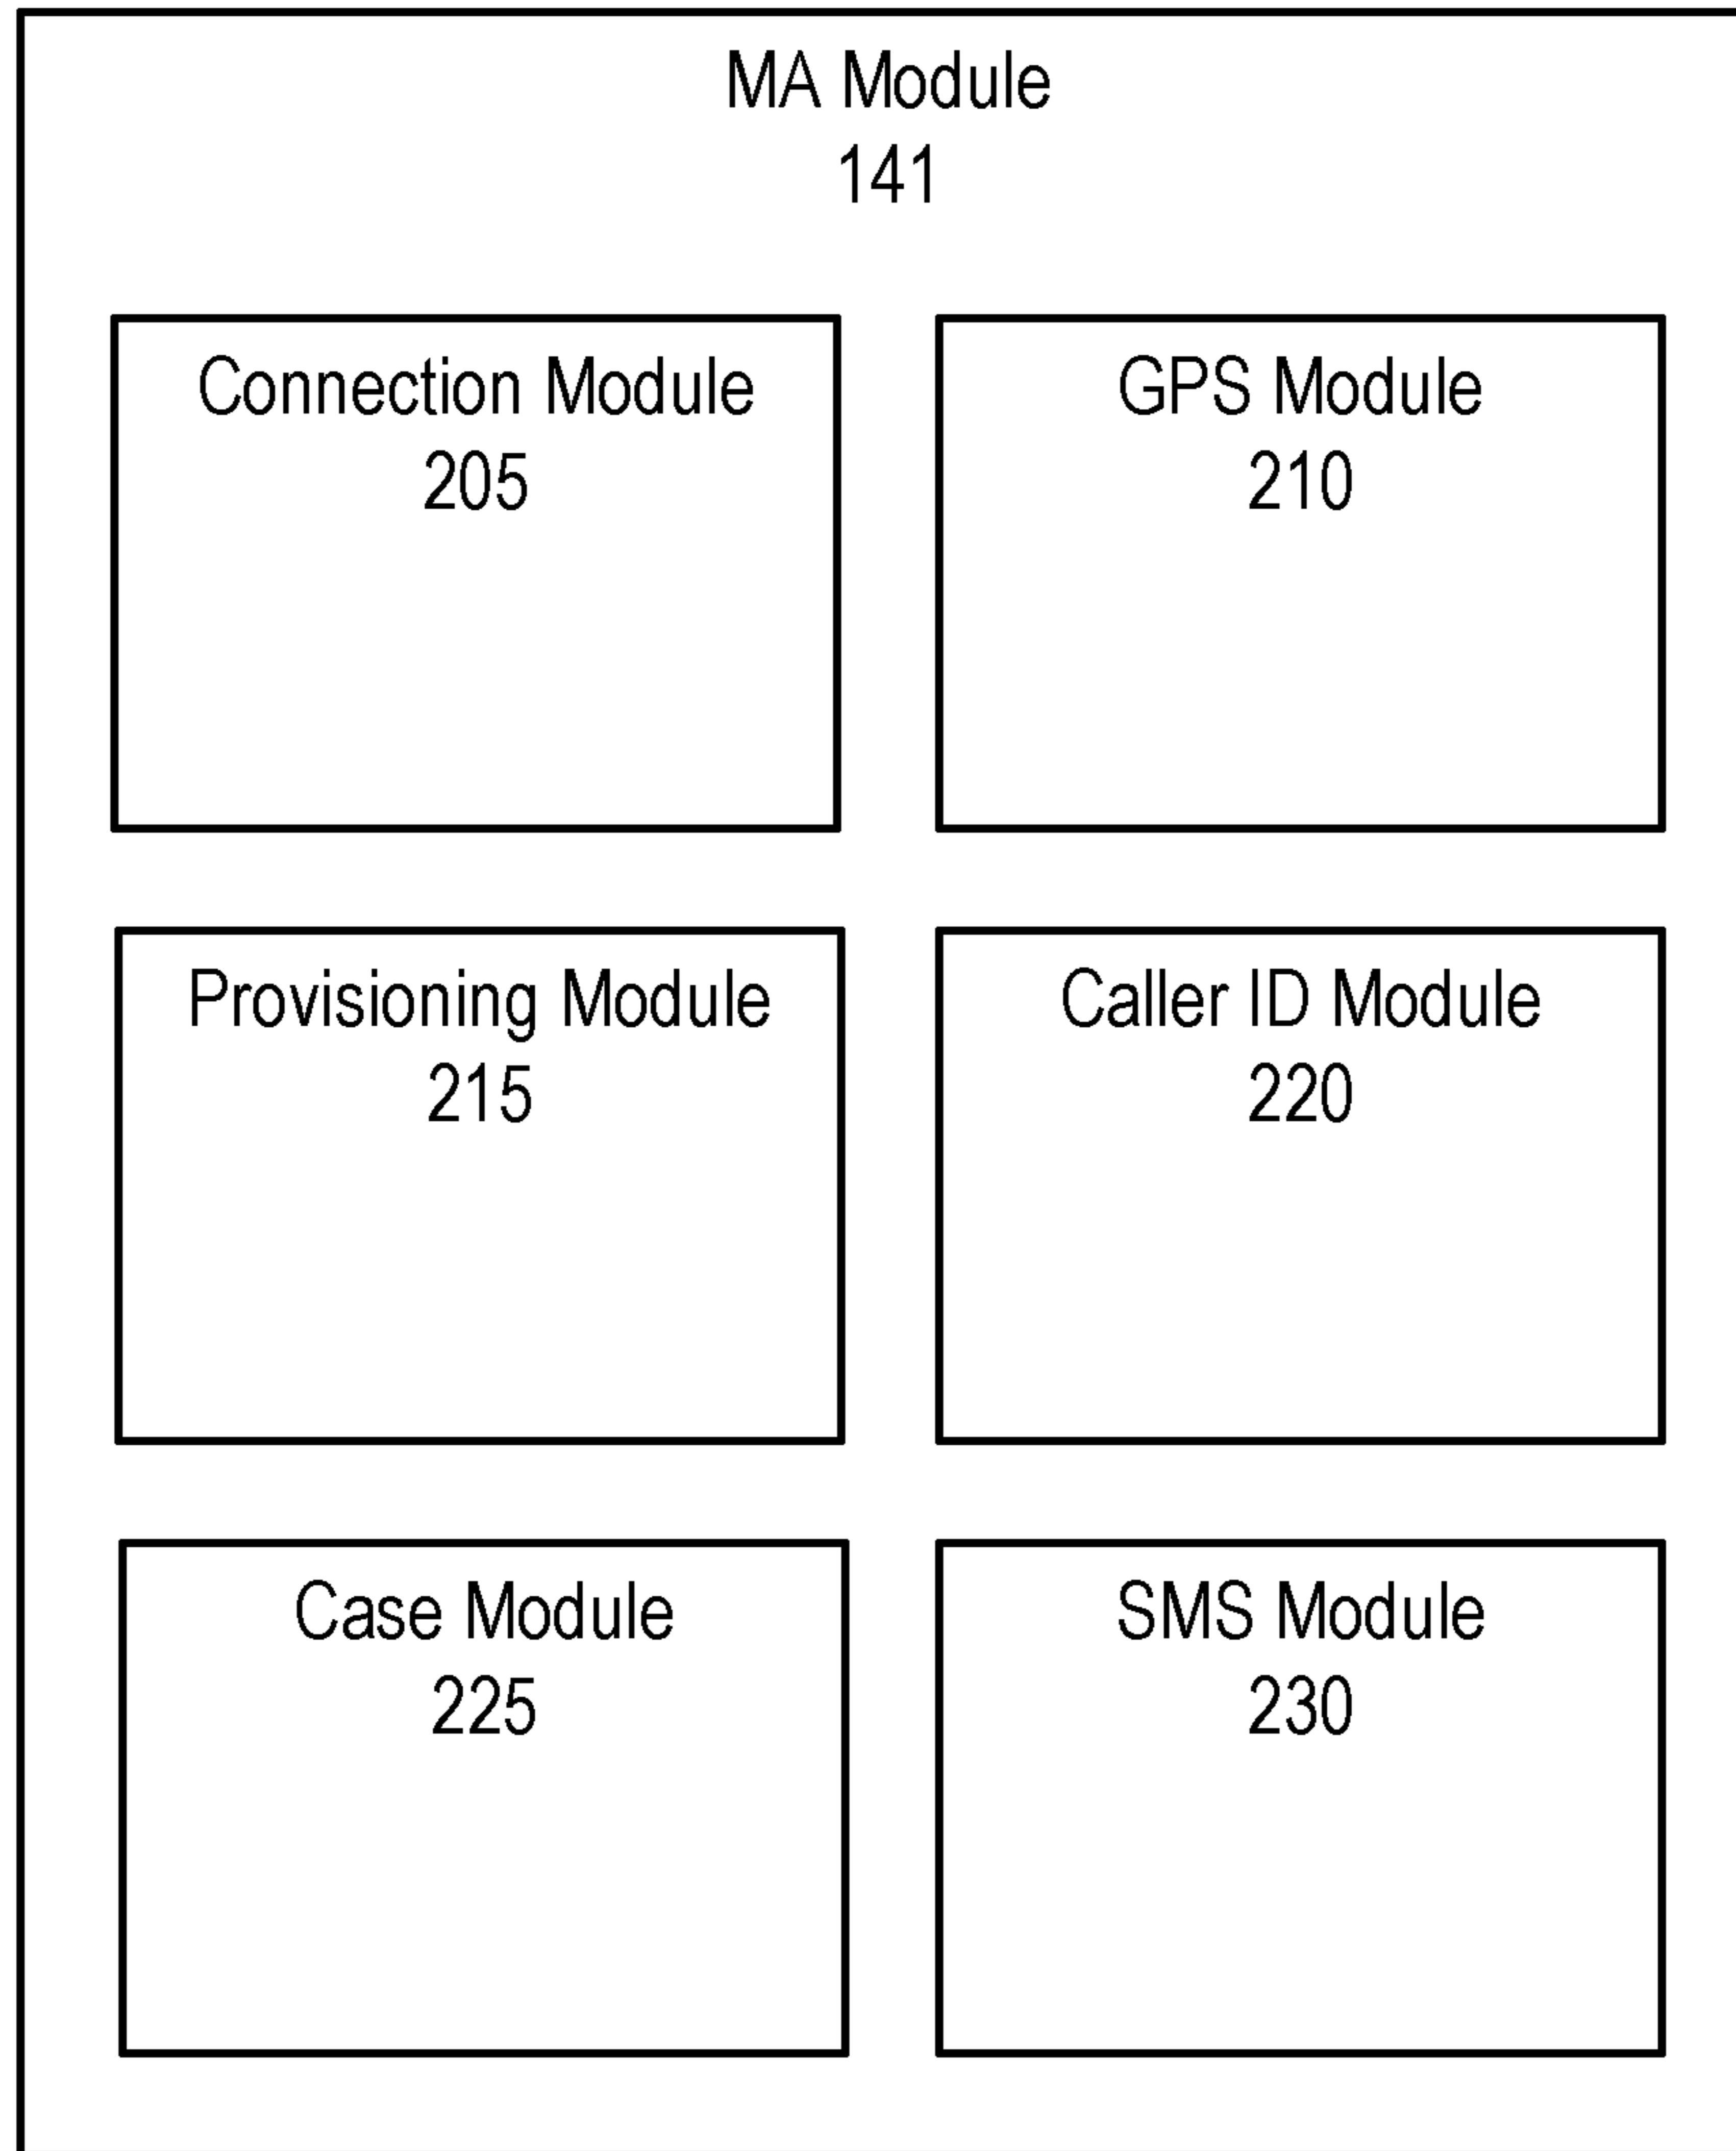 MA Module
141
Connection Module
205
GPS Module
210
Provisioning Module
215
Caller ID Module
220
Case Module
225
SMS Module
230